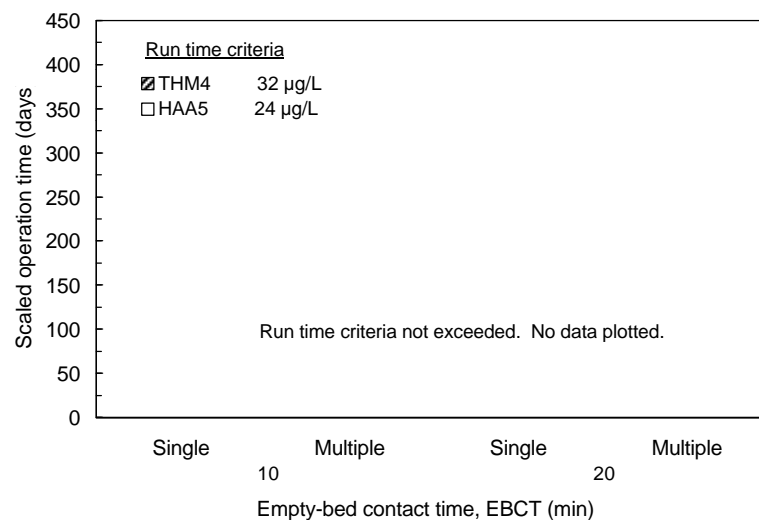 450
400
350
300
250
200
150
100
50
0
Scaled operation time (days
Run time criteria
THM4 32 µg/L
HAA5 24 µg/L
Run time criteria not exceeded. No data plotted.
Single Multiple Single Multiple
10 20
Empty-bed contact time, EBCT (min)